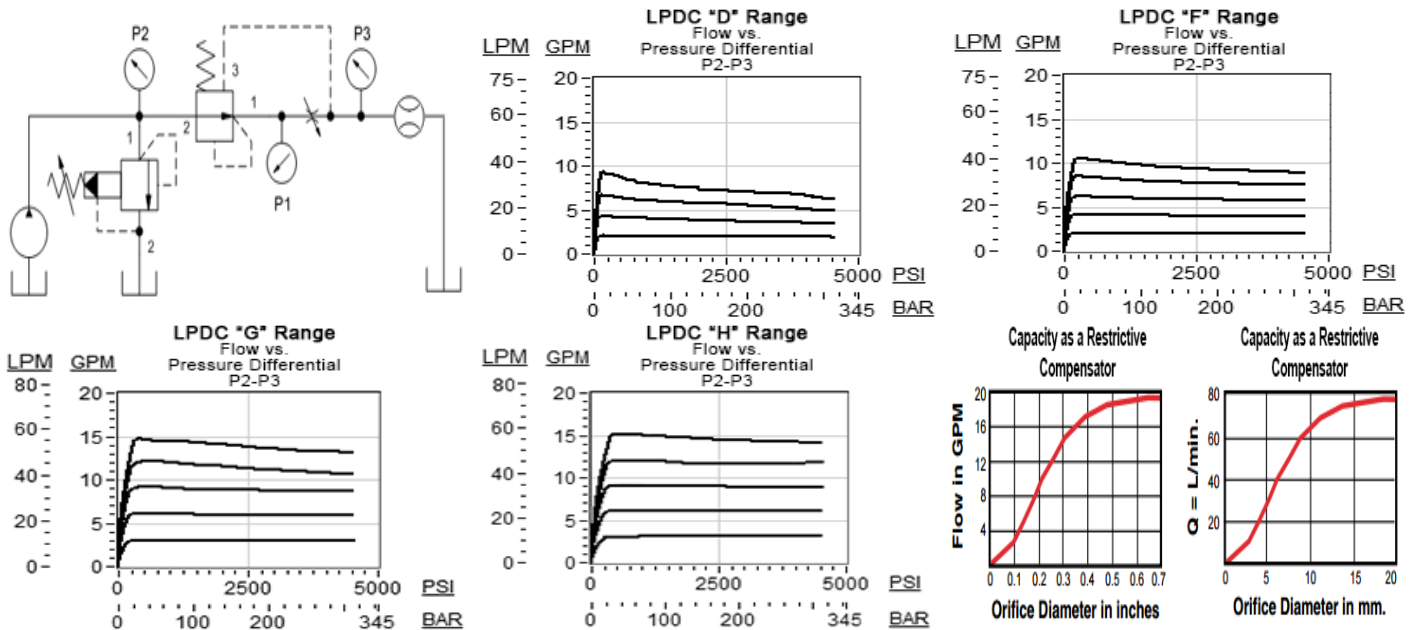 P2
P3
3
1
1
2
P1
2
LPDC "D" Range
Flow vs.
Pressure Differential
P2-P3
LPM GPM
75
60
40
20
0
20
15
10
5
0
0 2500 5000 PSI
0 100 200 345 BAR
LPDC "F" Range
Flow vs.
Pressure Differential
P2-P3
LPM GPM
75
60
40
20
0
20
15
10
5
0
0 2500 5000 PSI
0 100 200 345 BAR
LPDC "G" Range
Flow vs.
Pressure Differential
P2-P3
LPM GPM
80
60
40
20
0
20
15
10
5
0
0 2500 5000 PSI
0 100 200 345 BAR
LPDC "H" Range
Flow vs.
Pressure Differential
P2-P3
LPM GPM
80
60
40
20
0
20
15
10
5
0
0 2500 5000 PSI
0 100 200 345 BAR
Capacity as a Restrictive
Compensator
Flow in GPM
20
16
12
8
4
0 0.1 0.2 0.3 0.4 0.5 0.6 0.7
Orifice Diameter in inches
Capacity as a Restrictive
Compensator
Q = L/min.
80
60
40
20
0 5 10 15 20
Orifice Diameter in mm.